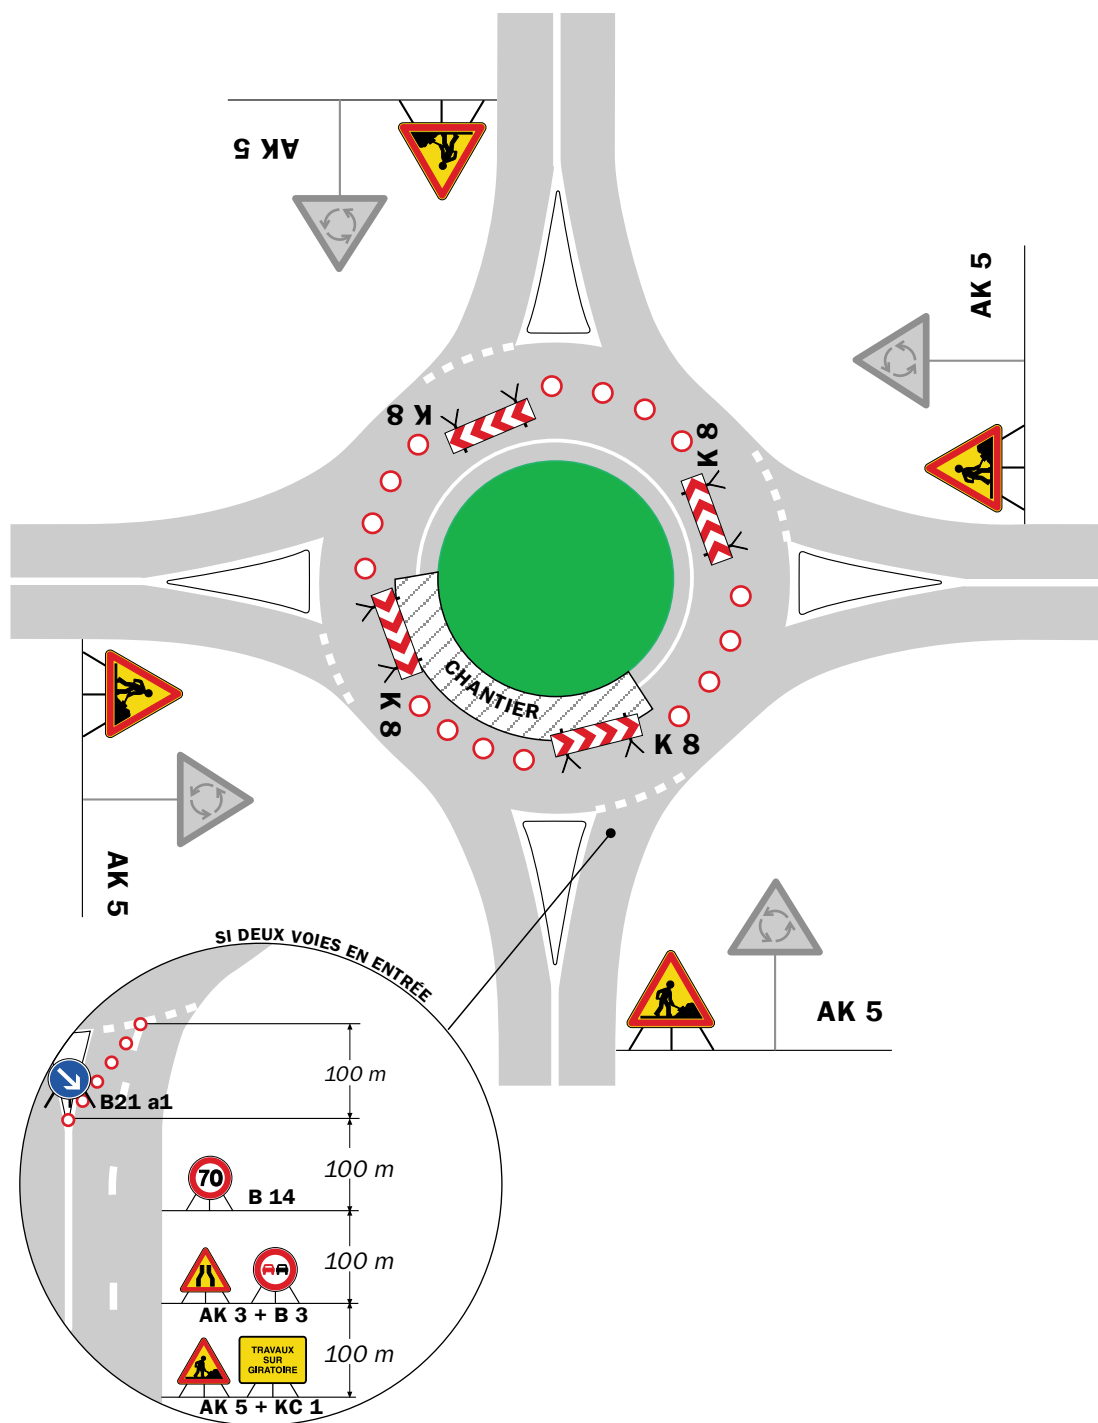 AK 5
AK 5
K 8
K 8
CHANTIER
K 8
K 8
AK 5
AK 5
SI DEUX VOIES EN ENTRÉE
100 m
B21 a1
100 m
70
B 14
100 m
AK 3 + B 3
TRAVAUX
SUR
GIRATOIRE
100 m
AK 5 + KC 1